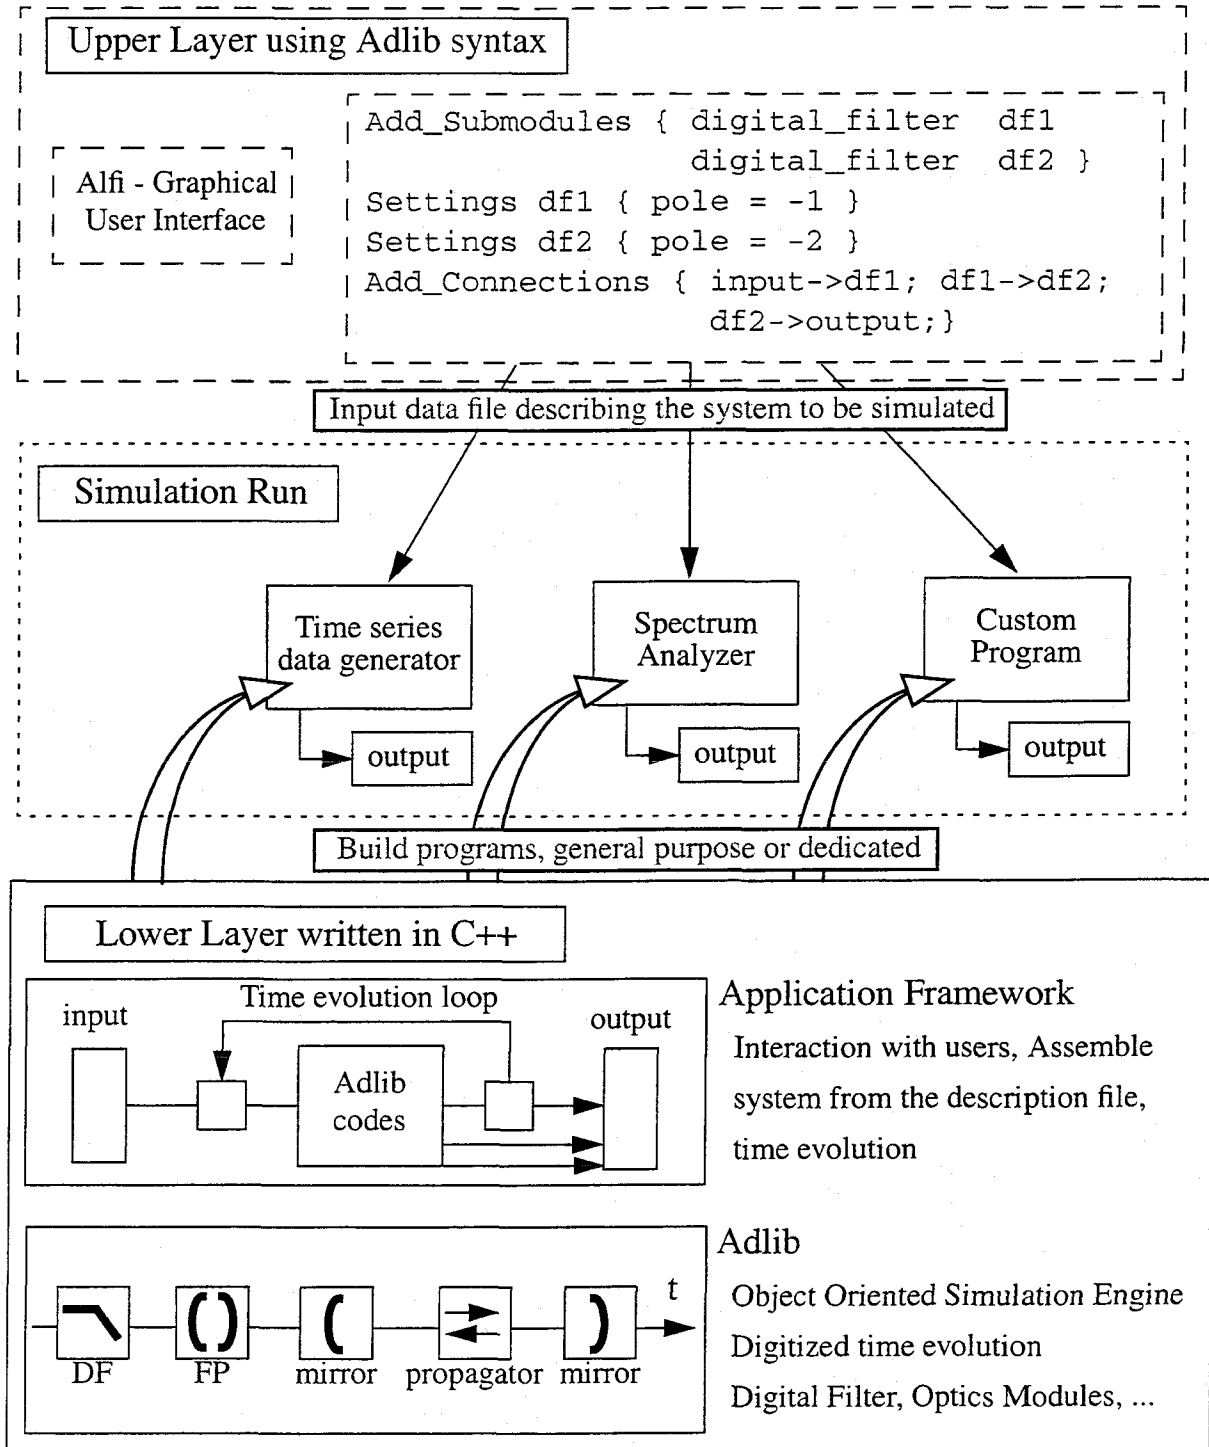 Upper Layer using Adlib syntax
Add_Submodules { digital_filter df1
digital_filter df2 }
Settings df1 { pole = -1 }
Settings df2 { pole = -2 }
Add_Connections { input->df1; df1->df2;
df2->output;}
Alfi - Graphical
User Interface
Input data file describing the system to be simulated
Simulation Run
Time series
data generator
output
Spectrum
Analyzer
output
Custom
Program
output
Build programs, general purpose or dedicated
Lower Layer written in C++
Time evolution loop
input
output
Adlib
codes
Application Framework
Interaction with users, Assemble
system from the description file,
time evolution
DF
FP
mirror
propagator
mirror
t
Adlib
Object Oriented Simulation Engine
Digitized time evolution
Digital Filter, Optics Modules, ...